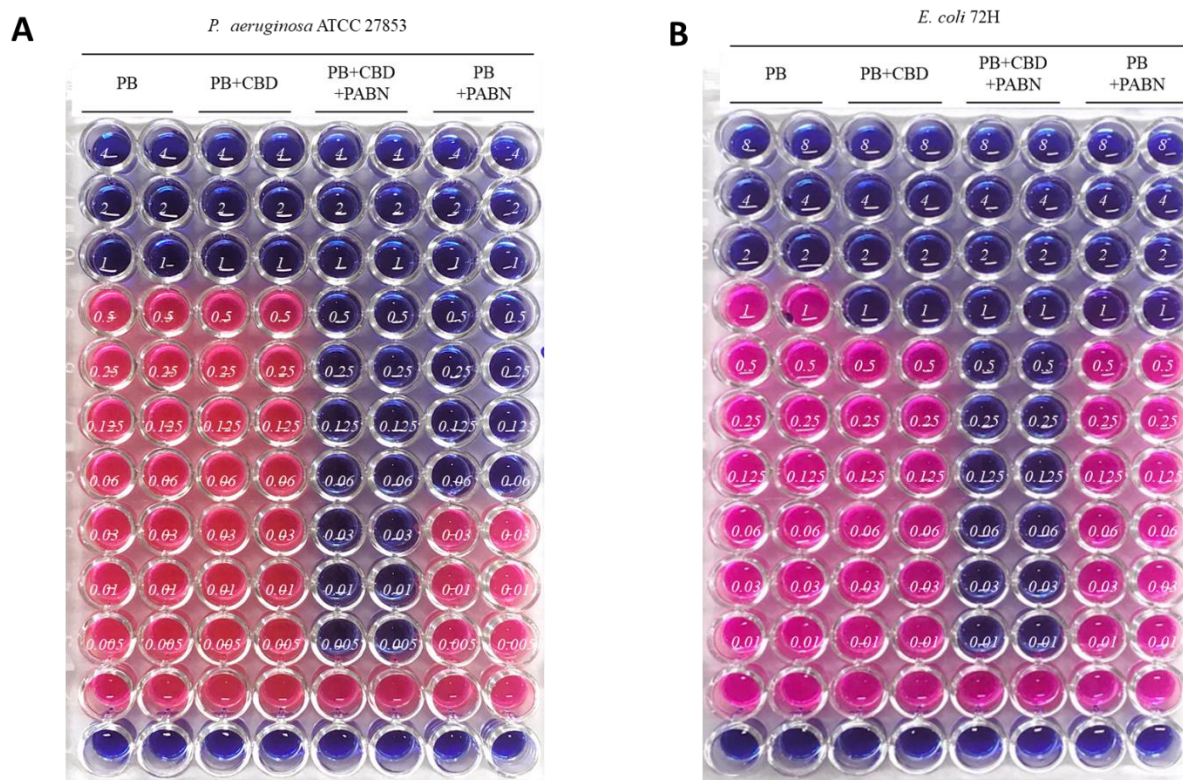 A
P. aeruginosa ATCC 27853
PB
PB+CBD
PB+CBD
+PABN
PB
+PABN
4 4 4 4 4 4 4 4
2 2 2 2 2 2 2 2
1 1 1 1 1 1 1 1
0.5 0.5 0.5 0.5 0.5 0.5 0.5 0.5
0.25 0.25 0.25 0.25 0.25 0.25 0.25 0.25
0.125 0.125 0.125 0.125 0.125 0.125 0.125 0.125
0.06 0.06 0.06 0.06 0.06 0.06 0.06 0.06
0.03 0.03 0.03 0.03 0.03 0.03 0.03 0.03
0.01 0.01 0.01 0.01 0.01 0.01 0.01 0.01
0.005 0.005 0.005 0.005 0.005 0.005 0.005 0.005
B
E. coli 72H
PB
PB+CBD
PB+CBD
+PABN
PB
+PABN
8 8 8 8 8 8 8 8
4 4 4 4 4 4 4 4
2 2 2 2 2 2 2 2
1 1 1 1 1 1 1 1
0.5 0.5 0.5 0.5 0.5 0.5 0.5 0.5
0.25 0.25 0.25 0.25 0.25 0.25 0.25 0.25
0.125 0.125 0.125 0.125 0.125 0.125 0.125 0.125
0.06 0.06 0.06 0.06 0.06 0.06 0.06 0.06
0.03 0.03 0.03 0.03 0.03 0.03 0.03 0.03
0.01 0.01 0.01 0.01 0.01 0.01 0.01 0.01